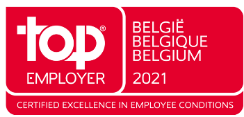 top®
EMPLOYER
BELGIË
BELGIQUE
BELGIUM
2021
CERTIFIED EXCELLENCE IN EMPLOYEE CONDITIONS